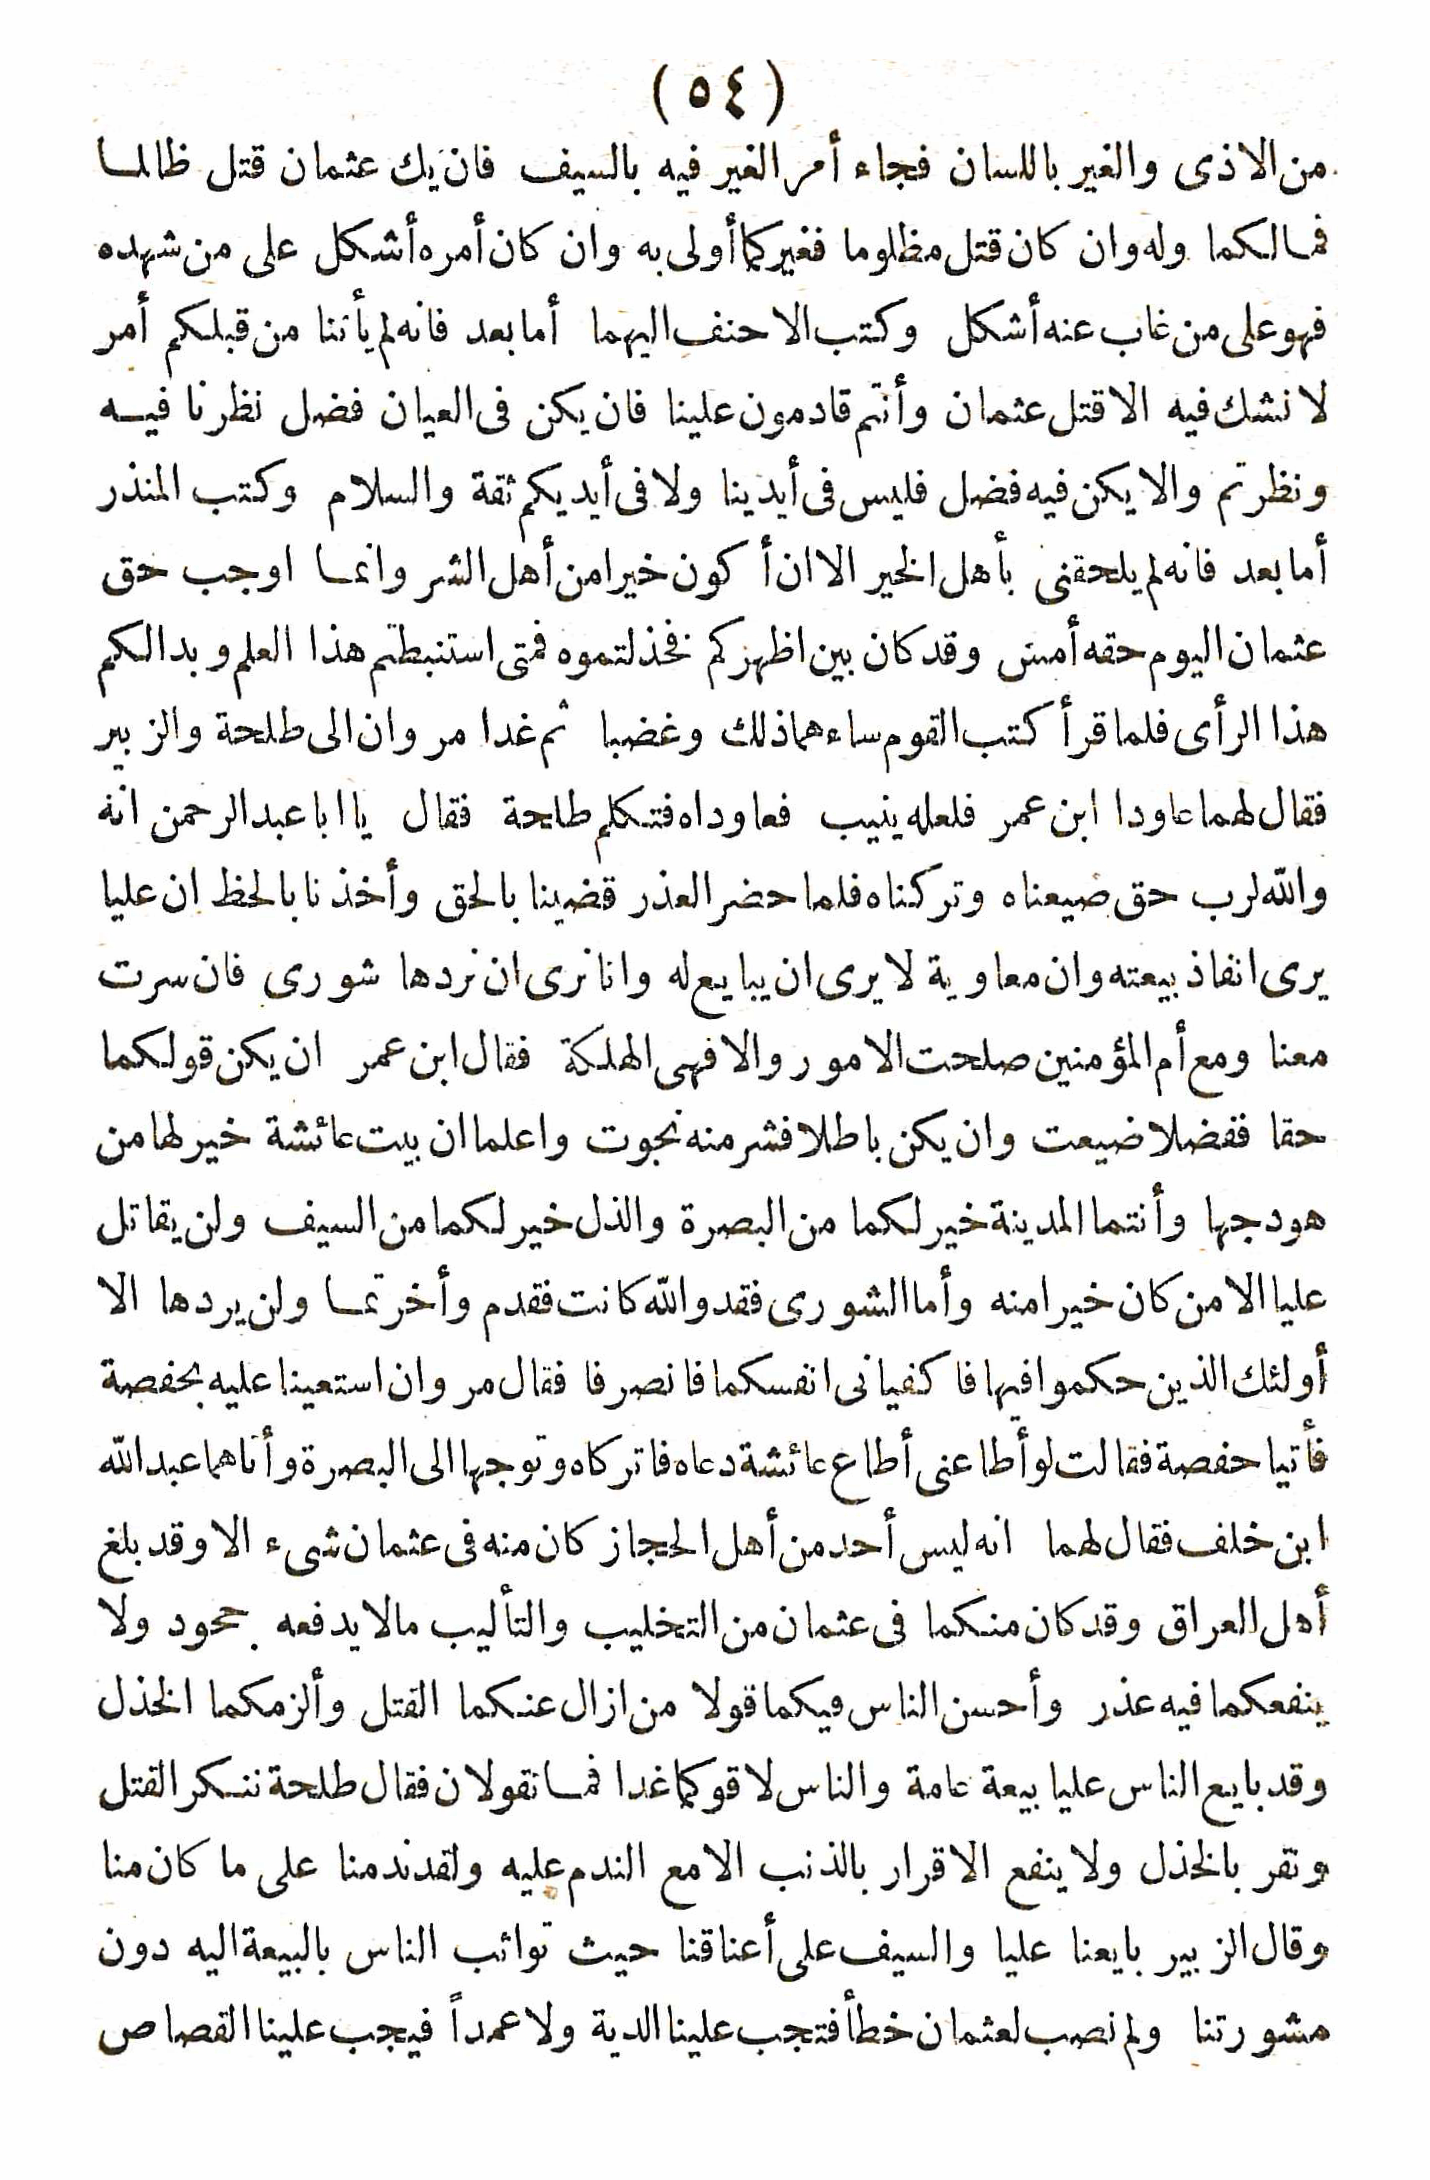 (٥٤)
من الاذى والغير باللسان فجاء أمر الغير فيه بالسيف فان يك عثمان قتل ظالما
فما لكما وله وان كان قتل مظلوما فغيركما أولى به وان كان أمره أشكل على من شهده
فهو على من غاب عنه أشكل وكتب الاحنف اليهما أما بعد فانه لم يأتنا من قبلكم أمر
لا نشك فيه الا قتل عثمان وأنتم قادمون علينا فان يكن فى العيان فضل نظرنا فيه
ونظرتم والا يكن فيه فضل فليس فى أيدينا ولا فى أيديكم ثقة والسلام وكتب المنذر
أما بعد فانه لم يلحقنى بأهل الخير الا ان أكون خيرا من أهل الشر وانما اوجب حق
عثمان اليوم حقه أمس وقد كان بين اظهركم فخذلتموه فمتى استنبطتم هذا العلم وبدا لكم
هذا الرأى فلما قرأ كتب القوم ساءهما ذلك وغضبا ثم غدا مروان الى طلحة والزبير
فقال لهما عاودا ابن عمر فلعله ينيب فعاوداه فتكلم طلحة فقال يا ابا عبد الرحمن انه
والله لرب حق ضيعناه وتركناه فلما حضر العذر قضينا بالحق وأخذنا بالحظ ان عليا
يرى انفاذ بيعته وان معاوية لا يرى ان يبايع له وانا نرى ان نردها شورى فان سرت
معنا ومع أم المؤمنين صلحت الامور والا فهى الهلكة فقال ابن عمر ان يكن قولكما
حقا ففضلا ضيعت وان يكن باطلا فشر منه نجوت واعلما ان بيت عائشة خير لها من
هودجها وأنتما المدينة خير لكما من البصرة والذل خير لكما من السيف ولن يقاتل
عليا الا من كان خيرا منه وأما الشورى فقد والله كانت فقدم وأخرتما ولن يردها الا
أولئك الذين حكموا فيها فاكفيانى انفسكما فانصرفا فقال مروان استعينا عليه بحفصة
فأتيا حفصة فقالت لو أطاعنى أطاع عائشة دعاه فاتركاه وتوجها الى البصرة وأتاهما عبد الله
ابن خلف فقال لهما انه ليس أحد من أهل الحجاز كان منه فى عثمان شىء الا وقد بلغ
أهل العراق وقد كان منكما فى عثمان من التخليب والتأليب ما لا يدفعه جحود ولا
ينفعكما فيه عذر وأحسن الناس فيكما قولا من ازال عنكما القتل وألزمكما الخذل
وقد بايع الناس عليا بيعة عامة والناس لاقوكما غدا فما تقولان فقال طلحة ننكر القتل
ونقر بالخذل ولا ينفع الاقرار بالذنب الا مع الندم عليه ولقد ندمنا على ما كان منا
وقال الزبير بايعنا عليا والسيف على أعناقنا حيث تواثب الناس بالبيعة اليه دون
مشورتنا ولم نصب لعثمان خطأ فتجب علينا الدية ولا عمداً فيجب علينا القصاص